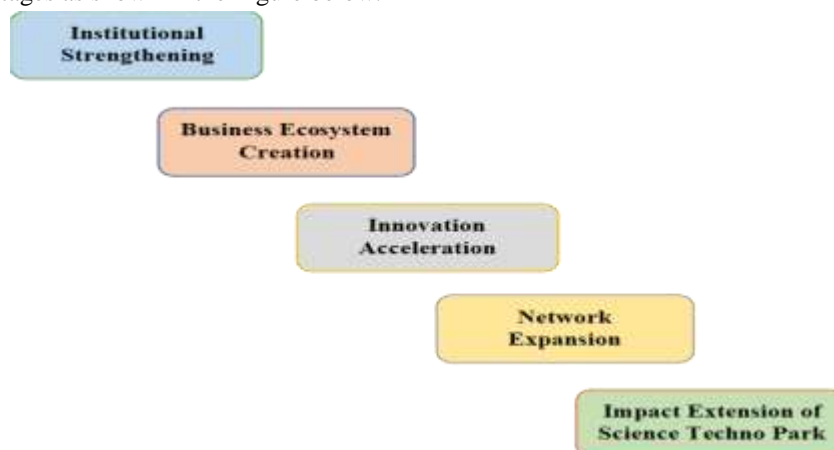 Institutional
Strengthening
Business Ecosystem
Creation
Innovation
Acceleration
Network
Expansion
Impact Extension of
Science Techno Park